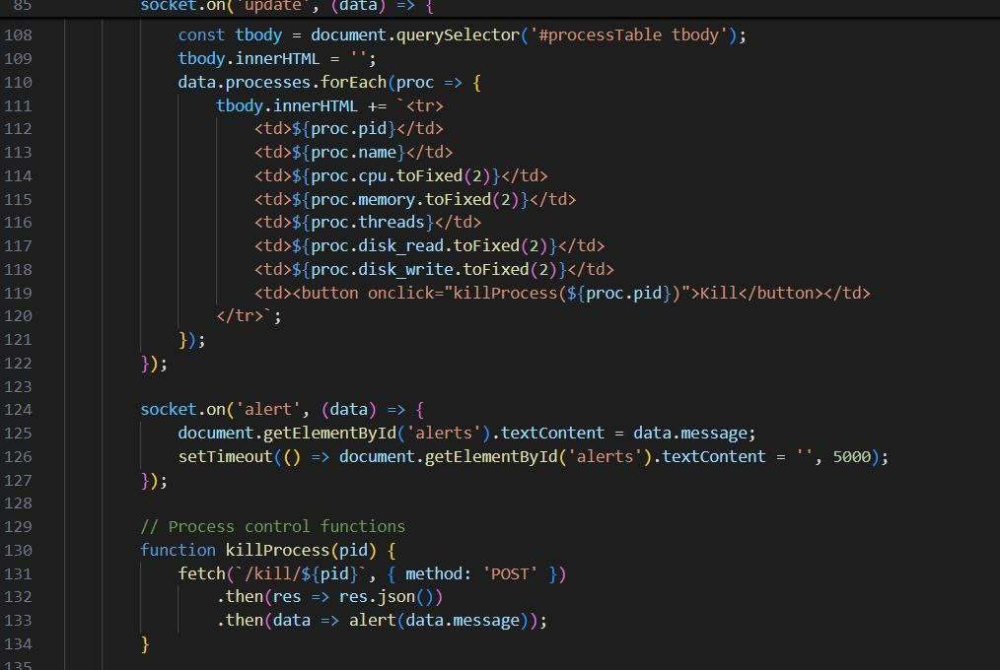 85 socket.on('update', (data) => {
108 const tbody = document.querySelector('#processTable tbody');
109 tbody.innerHTML = '';
110 data.processes.forEach(proc => {
111 tbody.innerHTML += `<tr>
112 <td>${proc.pid}</td>
113 <td>${proc.name}</td>
114 <td>${proc.cpu.toFixed(2)}</td>
115 <td>${proc.memory.toFixed(2)}</td>
116 <td>${proc.threads}</td>
117 <td>${proc.disk_read.toFixed(2)}</td>
118 <td>${proc.disk_write.toFixed(2)}</td>
119 <td><button onclick="killProcess(${proc.pid})">Kill</button></td>
120 </tr>`;
121 });
122 });
123
124 socket.on('alert', (data) => {
125 document.getElementById('alerts').textContent = data.message;
126 setTimeout(() => document.getElementById('alerts').textContent = '', 5000);
127 });
128
129 // Process control functions
130 function killProcess(pid) {
131 fetch(`/kill/${pid}`, { method: 'POST' })
132 .then(res => res.json())
133 .then(data => alert(data.message));
134 }
135